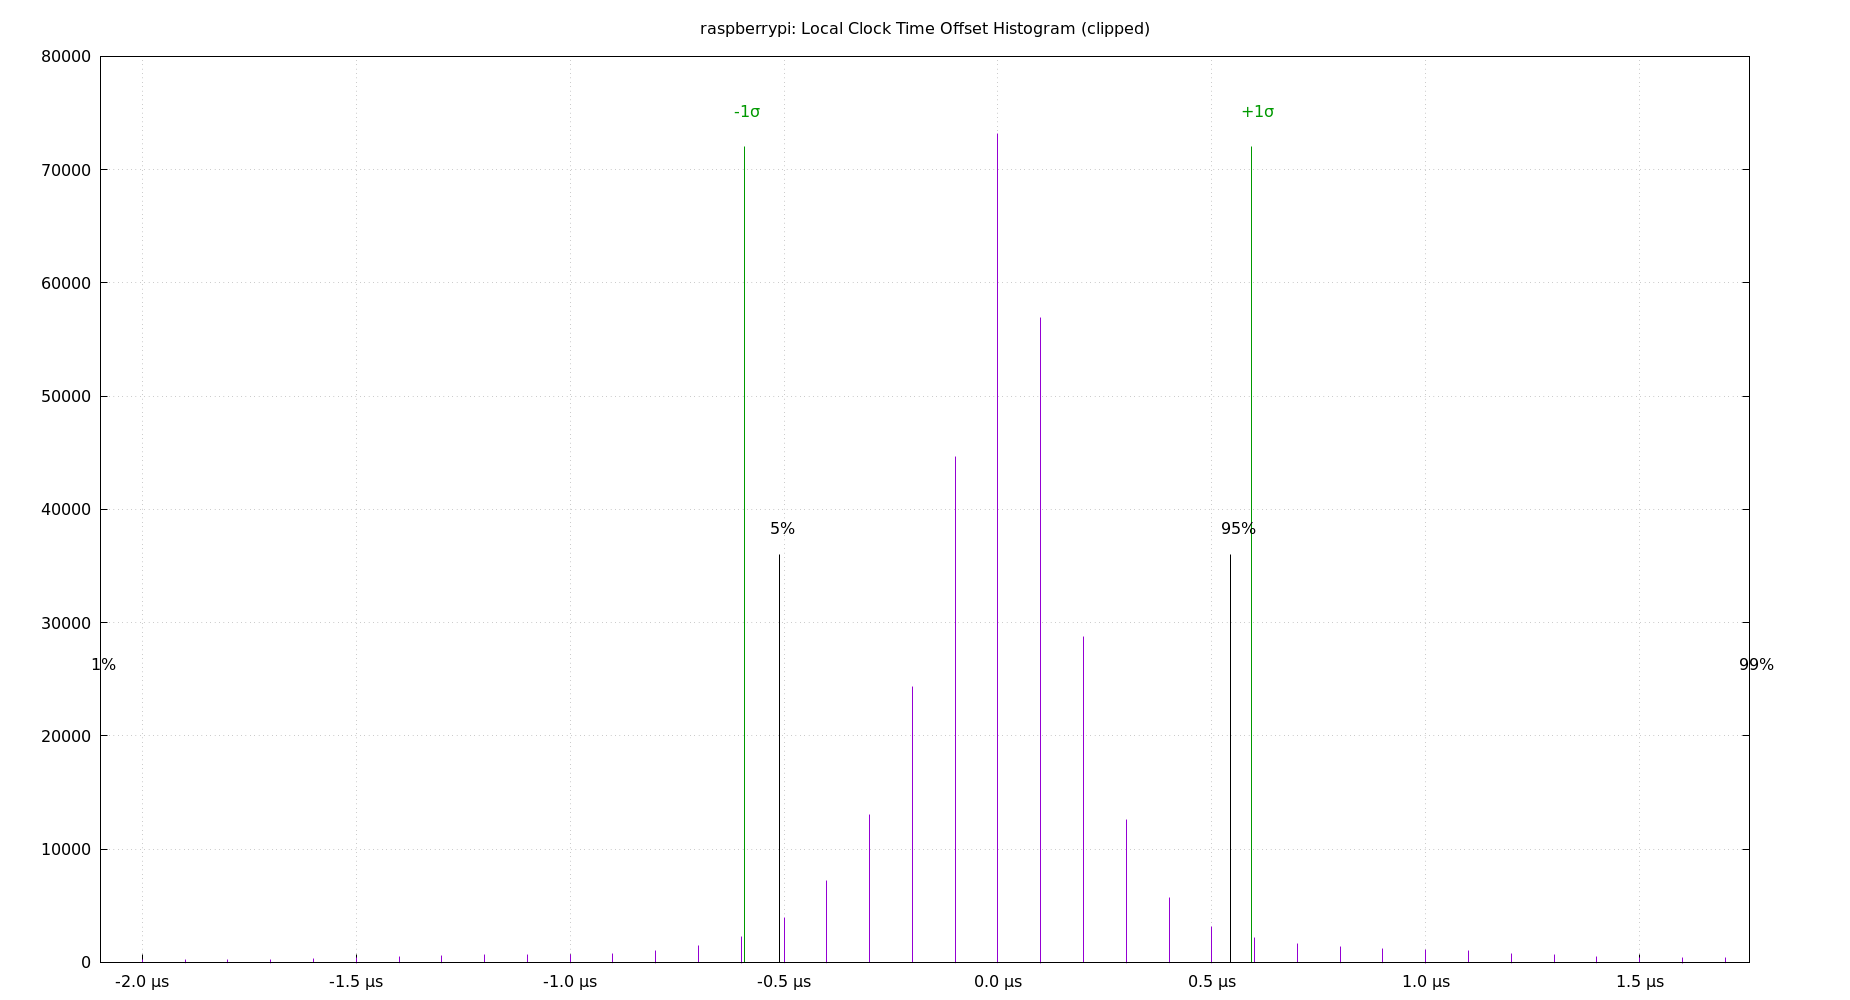 raspberrypi: Local Clock Time Offset Histogram (clipped)
80000
-1σ
+1σ
70000
60000
50000
40000
5%
95%
30000
1%
99%
20000
10000
0
-2.0 µs
-1.5 µs
-1.0 µs
-0.5 µs
0.0 µs
0.5 µs
1.0 µs
1.5 µs